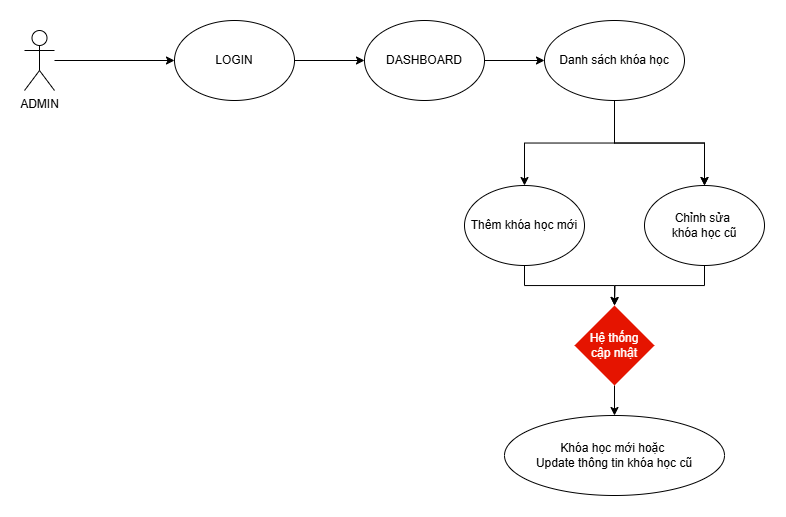 ADMIN
LOGIN
DASHBOARD
Danh sách khóa học
Thêm khóa học mới
Chỉnh sửa
khóa học cũ
Hệ thống
cập nhật
Khóa học mới hoặc
Update thông tin khóa học cũ